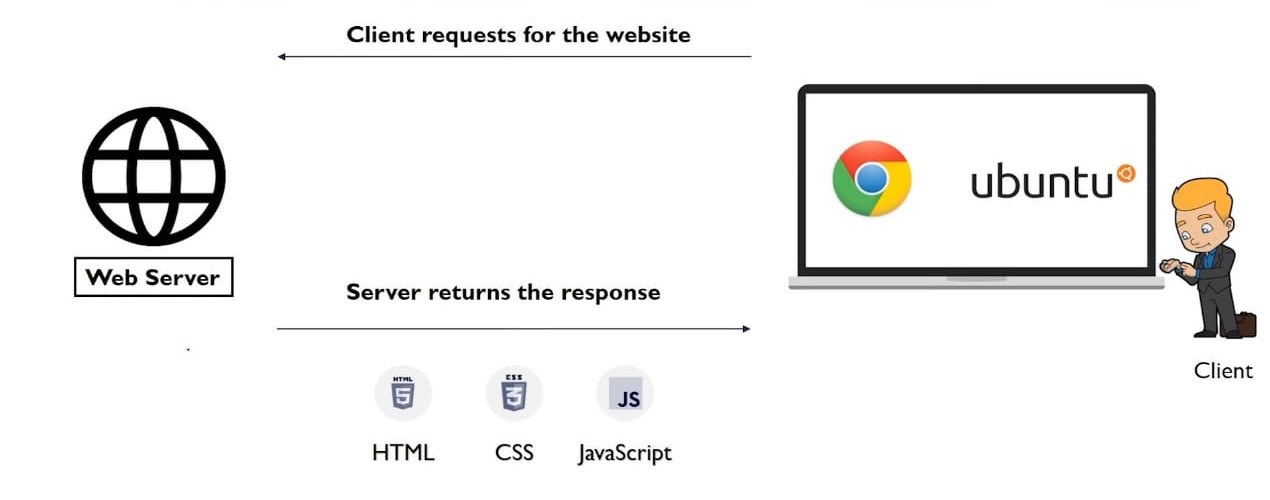 Client requests for the website
ubuntu
Web Server
Server returns the response
Client
HTML
5
CSS
3
JS
HTML
CSS
JavaScript